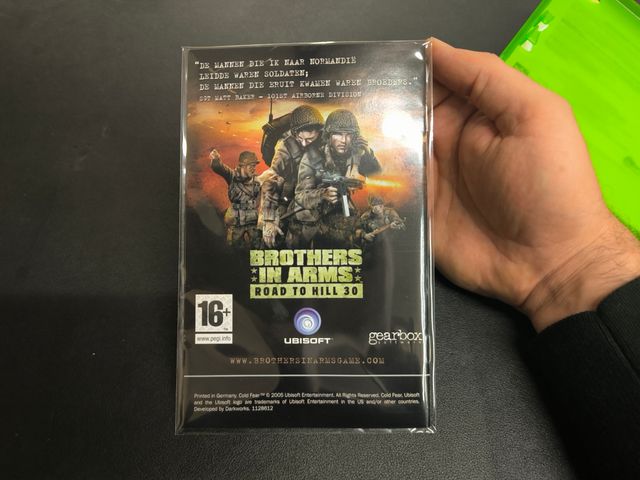 "DE MANNEN DIE IK NAAR NORMANDIË
LEIDDE WAREN SOLDATEN;
DE MANNEN DIE ERUIT KWAMEN WAREN BROEDERS."
SGT MATT BAKER - 101ST AIRBORNE DIVISION
BROTHERS
IN ARMS
ROAD TO HILL 30
16+
www.pegi.info
UBISOFT
gearbox
software
WWW.BROTHERSINARMSGAME.COM
Printed in Germany. Cold Fear™ © 2005 Ubisoft Entertainment. All Rights Reserved. Cold Fear, Ubisoft
and the Ubisoft logo are trademarks of Ubisoft Entertainment in the US and/or other countries.
Developed by Darkworks. 1128612